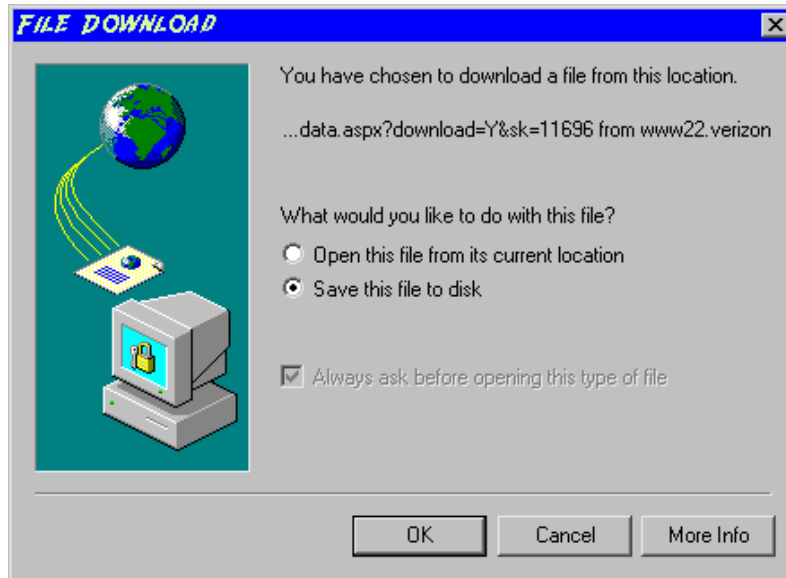 FILE DOWNLOAD
You have chosen to download a file from this location.
...data.aspx?download=Y&sk=11696 from www22.verizon
What would you like to do with this file?
Open this file from its current location
Save this file to disk
Always ask before opening this type of file
OK Cancel More Info